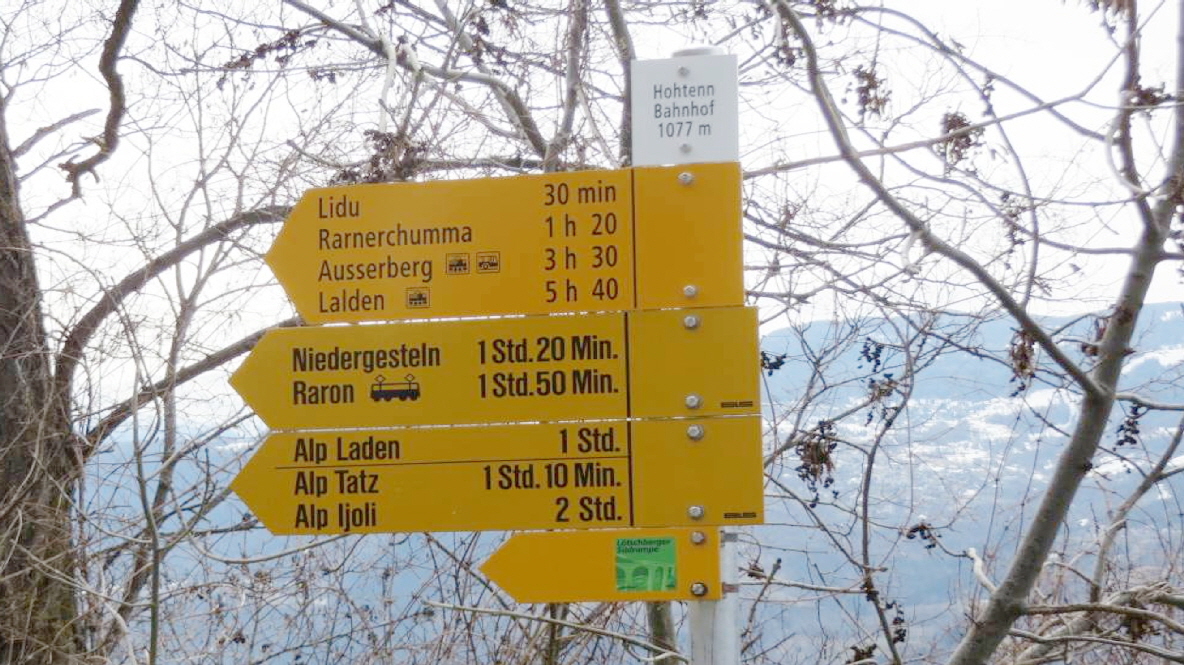 Hohtenn
Bahnhof
1077 m
Lidu 30 min
Rarnerchumma 1 h 20
Ausserberg 3 h 30
Lalden 5 h 40
Niedergesteln 1 Std. 20 Min.
Raron 1 Std. 50 Min.
Alp Laden 1 Std.
Alp Tatz 1 Std. 10 Min.
Alp Ijoli 2 Std.
Lötschberger
Südrampe